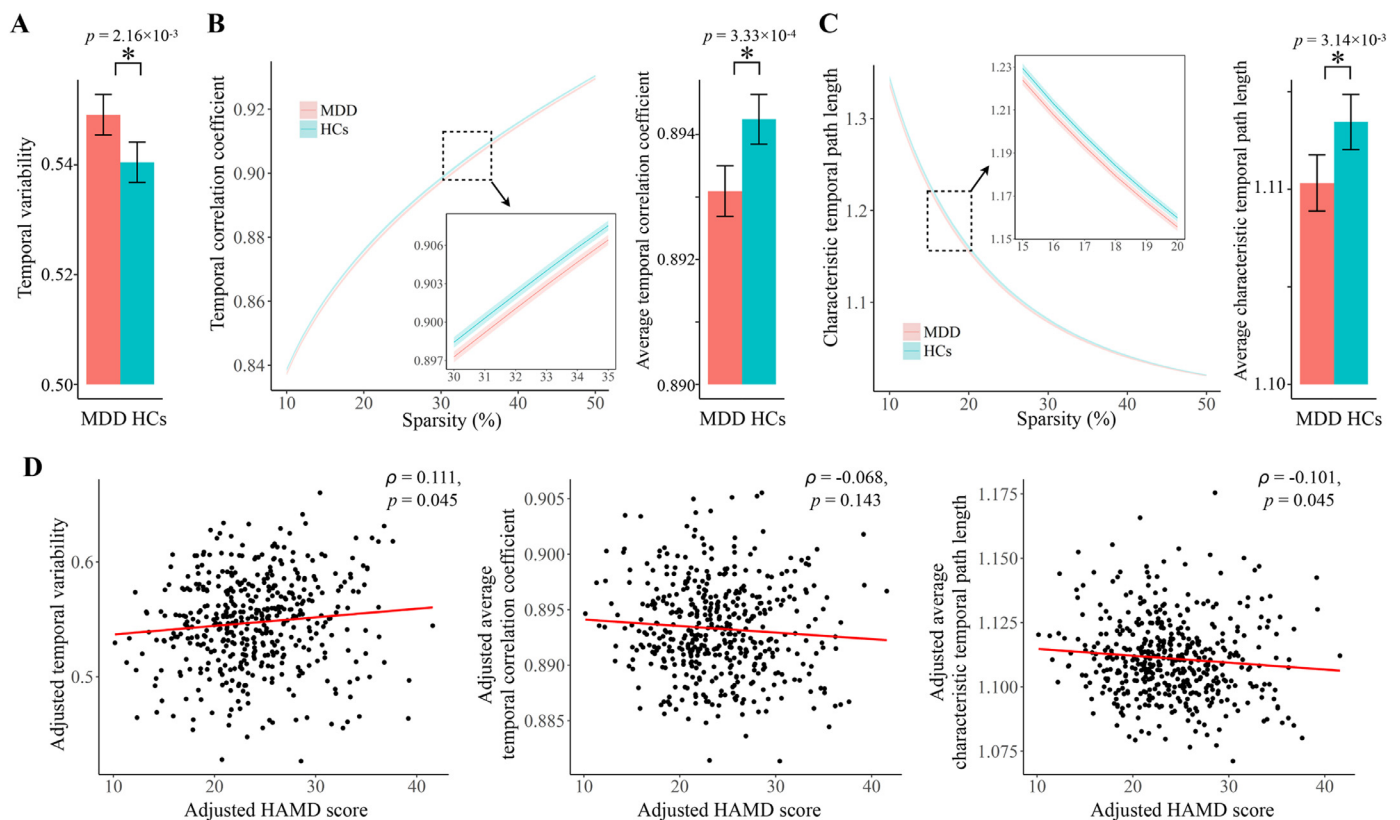 A
p = 2.16×10-3
*
Temporal variability
0.54
0.52
0.50
MDD HCs
B
Temporal correlation coefficient
0.92
0.90
0.88
0.86
0.84
MDD
HCs
0.906
0.903
0.900
0.897
30 31 32 33 34 35
10 20 30 40 50
Sparsity (%)
p = 3.33×10-4
*
Average temporal correlation coefficient
0.894
0.892
0.890
MDD HCs
C
Characteristic temporal path length
1.3
1.2
1.1
1.23
1.21
1.19
1.17
1.15
15 16 17 18 19 20
MDD
HCs
10 20 30 40 50
Sparsity (%)
p = 3.14×10-3
*
Average characteristic temporal path length
1.11
1.10
MDD HCs
D
ρ = 0.111,
p = 0.045
Adjusted temporal variability
0.6
0.5
10 20 30 40
Adjusted HAMD score
ρ = -0.068,
p = 0.143
Adjusted average
temporal correlation coefficient
0.905
0.900
0.895
0.890
0.885
10 20 30 40
Adjusted HAMD score
ρ = -0.101,
p = 0.045
Adjusted average
characteristic temporal path length
1.175
1.150
1.125
1.100
1.075
10 20 30 40
Adjusted HAMD score